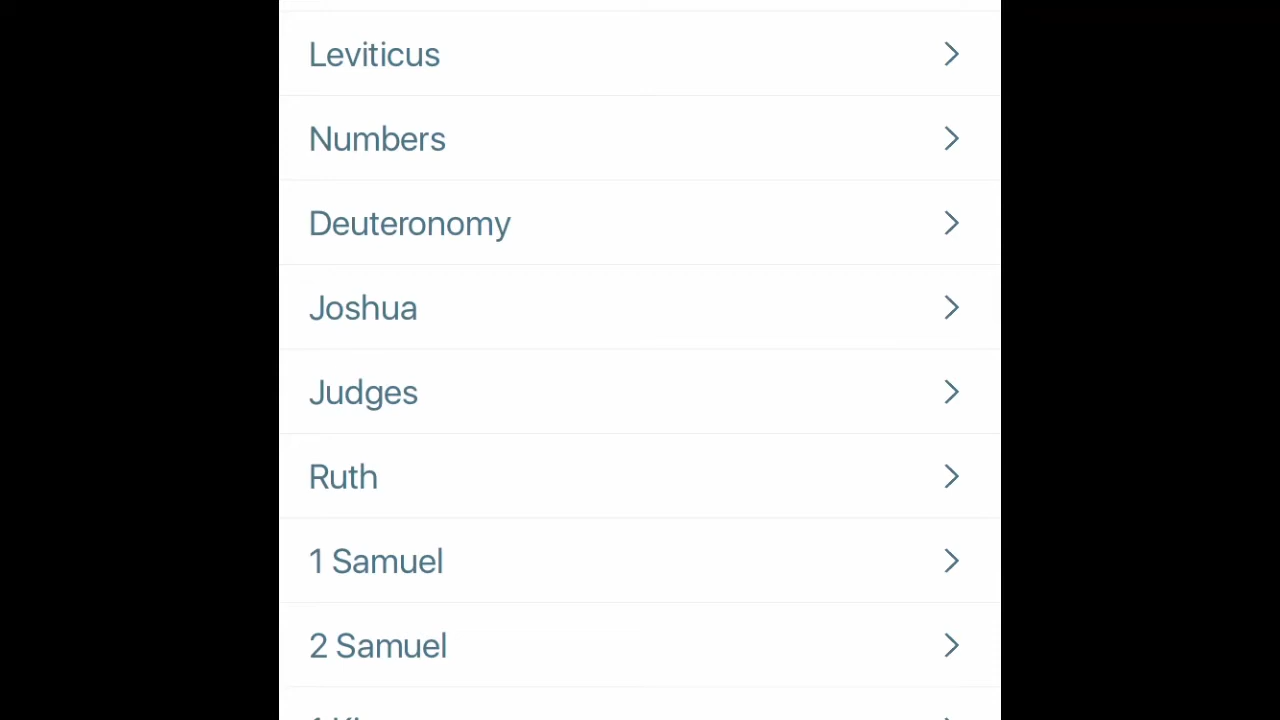 Leviticus
Numbers
Deuteronomy
Joshua
Judges
Ruth
1 Samuel
2 Samuel